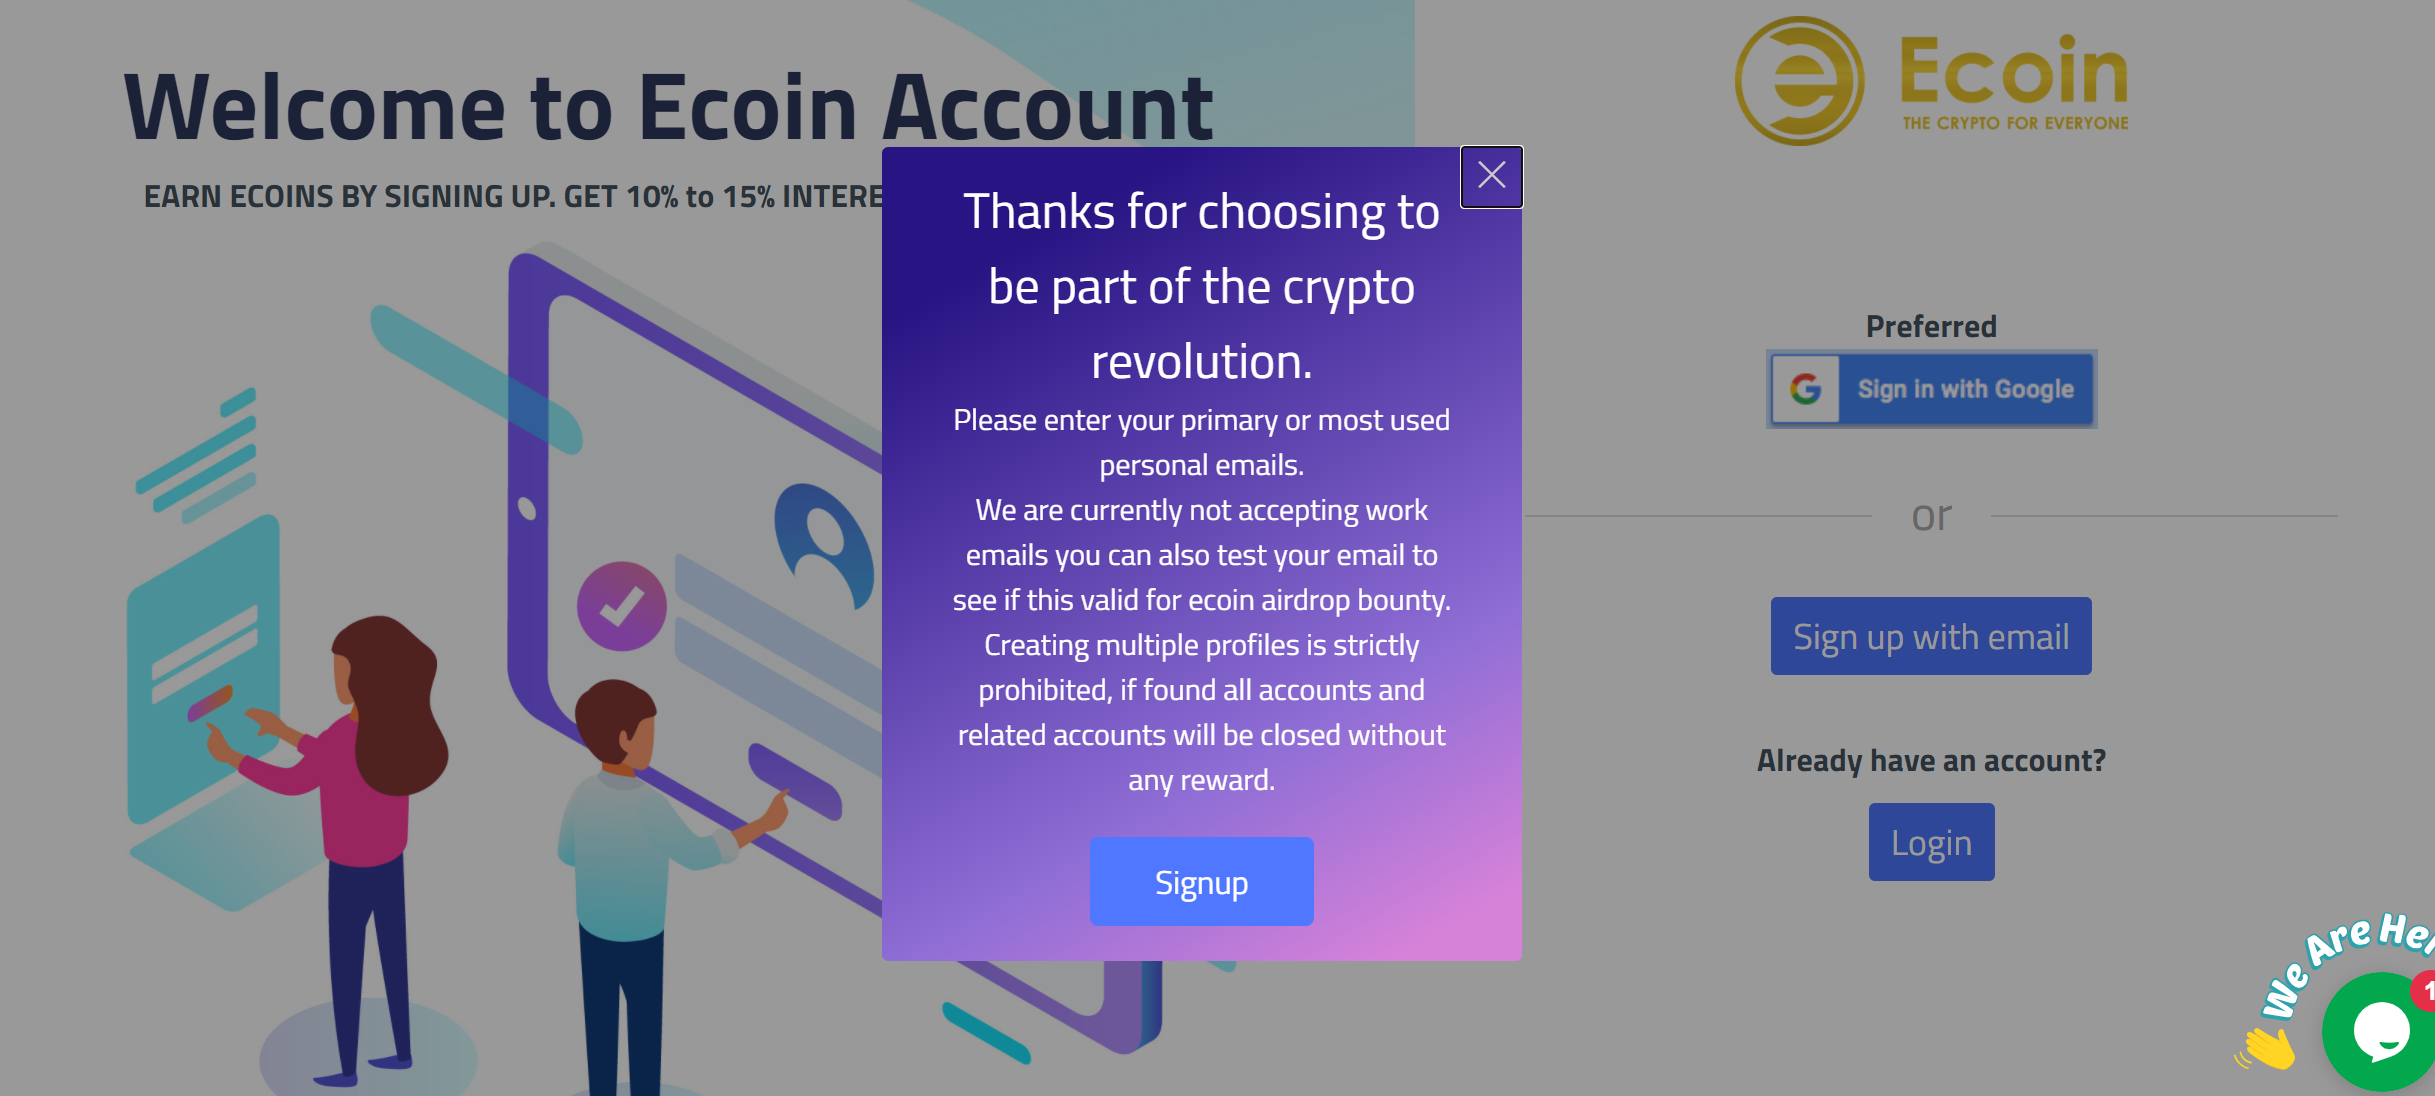 Welcome to Ecoin Account
EARN ECOINS BY SIGNING UP. GET 10% to 15%
Ecoin
THE CRYPTO FOR EVERYONE
Thanks for choosing to
be part of the crypto
revolution.
Please enter your primary or most used
personal emails.
We are currently not accepting work
emails you can also test your email to
see if this valid for ecoin airdrop bounty.
Creating multiple profiles is strictly
prohibited, if found all accounts and
related accounts will be closed without
any reward.
Signup
Preferred
Sign in with Google
or
Sign up with email
Already have an account?
Login
We Are
1